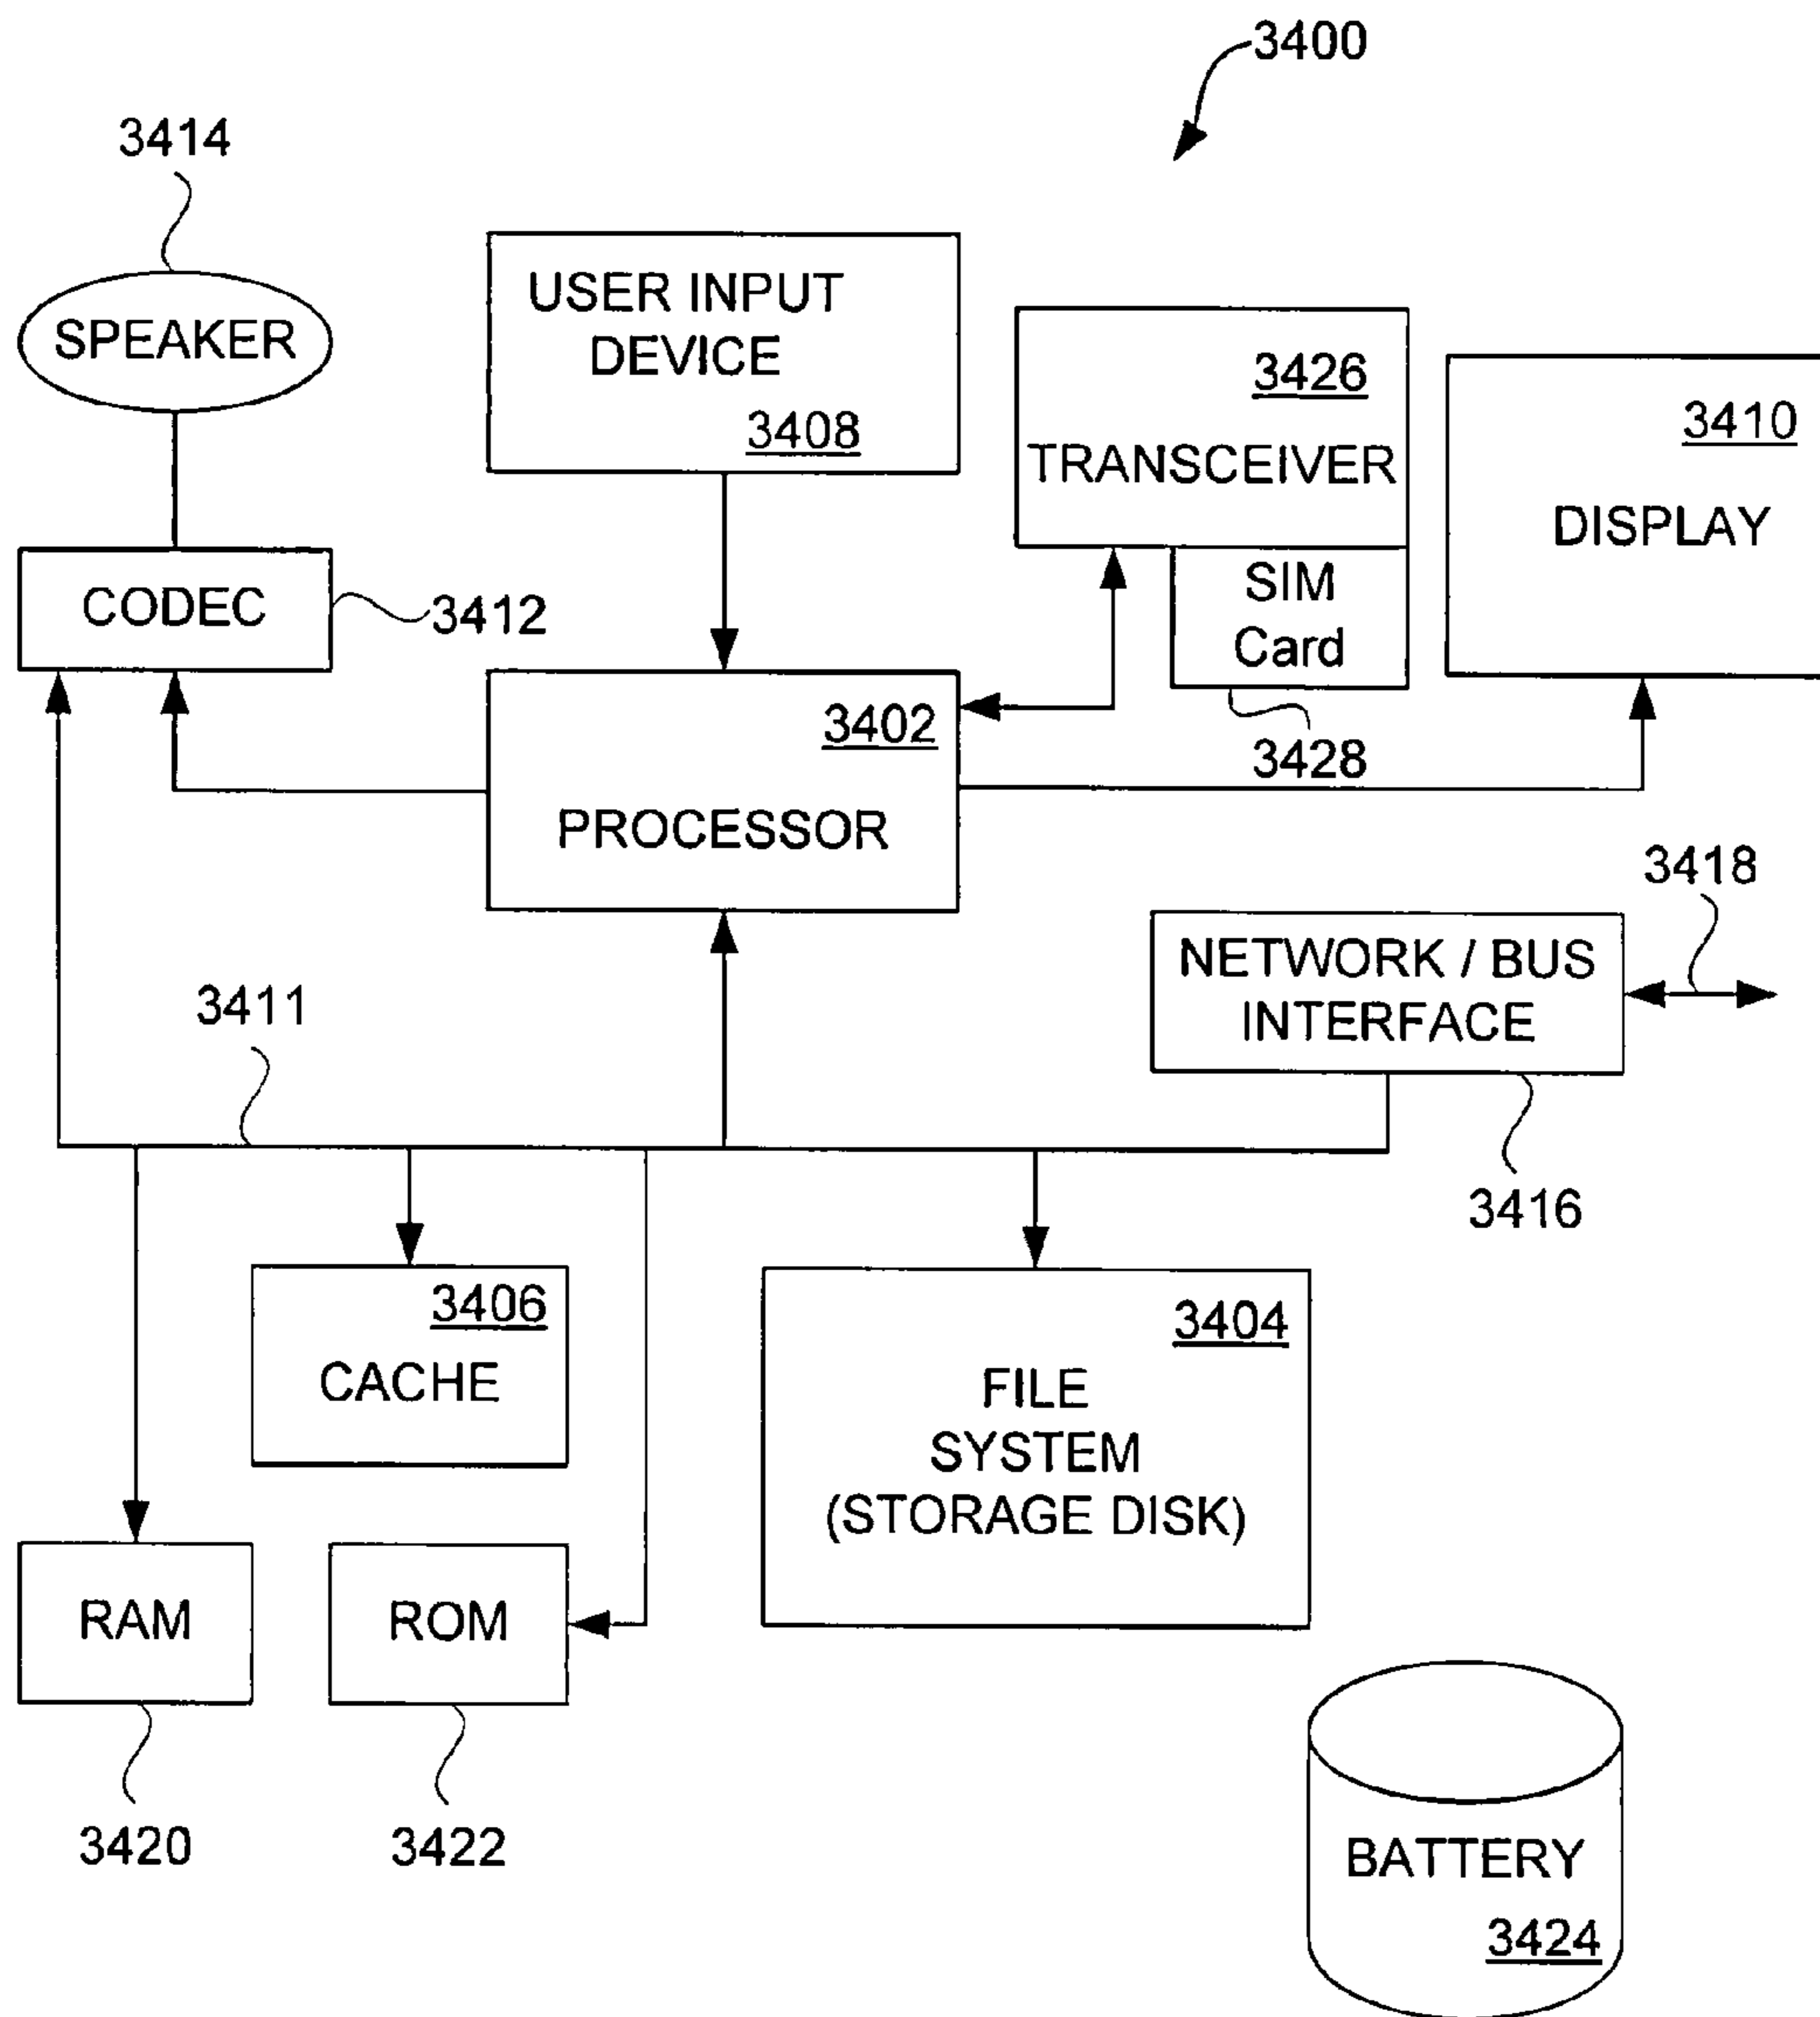 3400
3414
SPEAKER
USER INPUT
DEVICE
3408
3426
TRANSCEIVER
SIM
Card
3428
3410
DISPLAY
CODEC
3412
3402
PROCESSOR
3418
NETWORK / BUS
INTERFACE
3416
3411
3406
CACHE
3404
FILE
SYSTEM
(STORAGE DISK)
RAM
ROM
3420
3422
BATTERY
3424